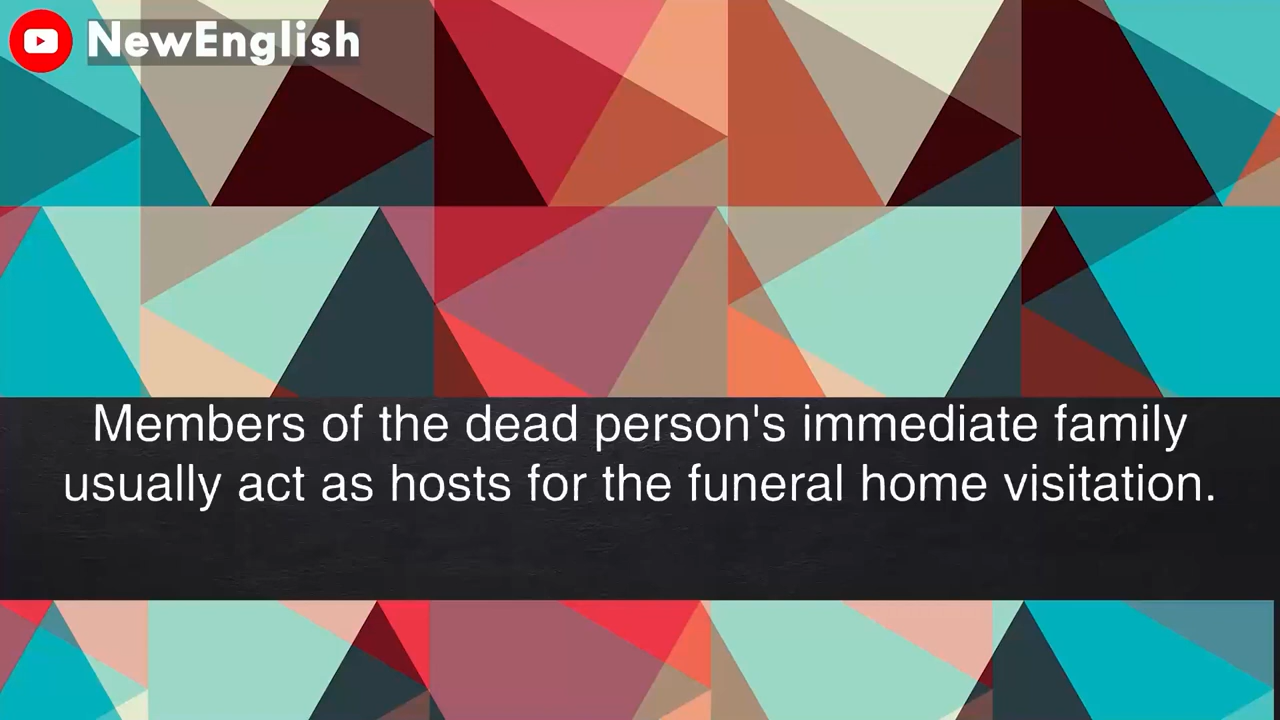 NewEnglish
Members of the dead person's immediate family
usually act as hosts for the funeral home visitation.